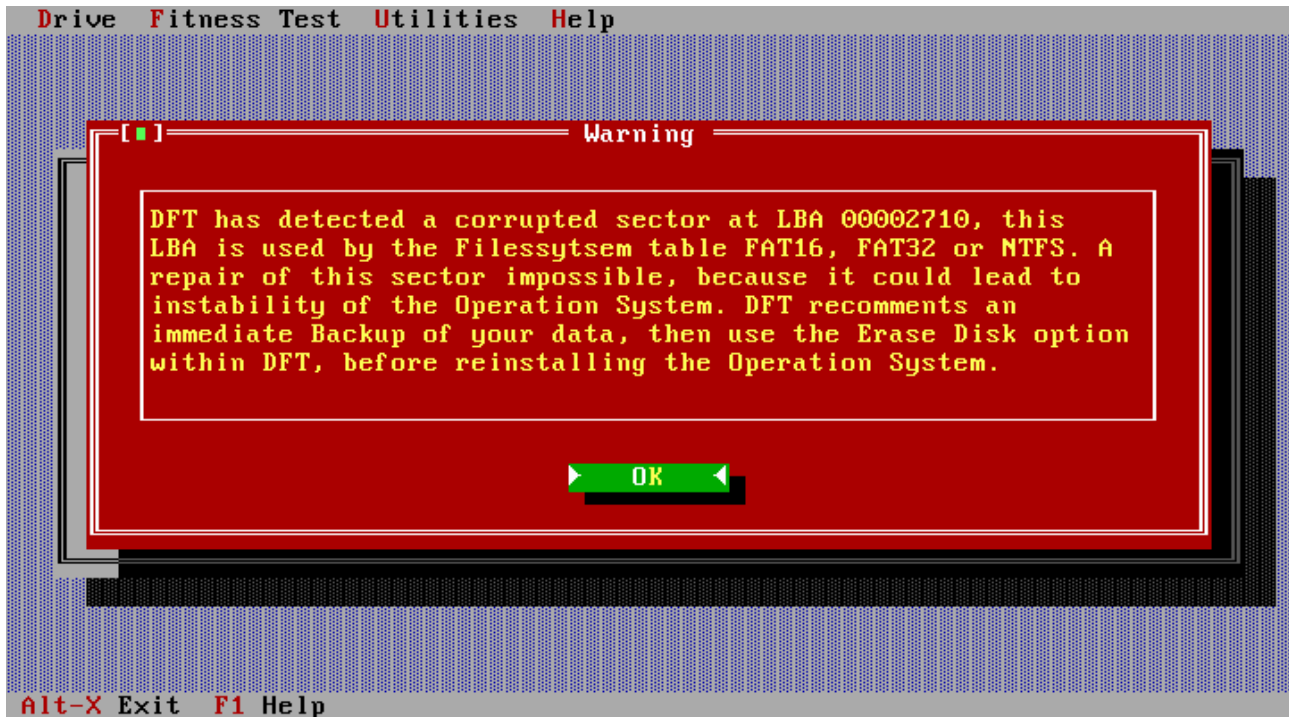 Drive Fitness Test Utilities Help
Warning
DFT has detected a corrupted sector at LBA 00002710, this
LBA is used by the Filessytsem table FAT16, FAT32 or NTFS. A
repair of this sector impossible, because it could lead to
instability of the Operation System. DFT recomments an
immediate Backup of your data, then use the Erase Disk option
within DFT, before reinstalling the Operation System.
OK
Alt-X Exit F1 Help